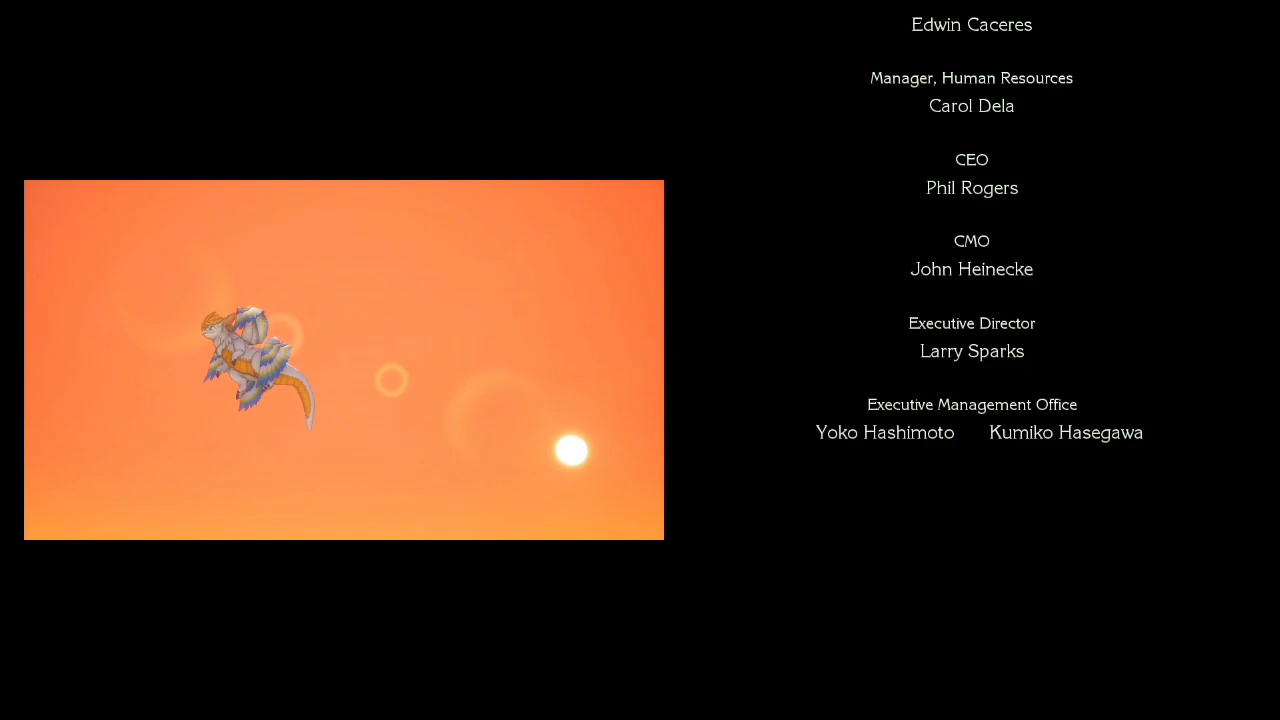 Edwin Caceres
Manager, Human Resources
Carol Dela
CEO
Phil Rogers
CMO
John Heinecke
Executive Director
Larry Sparks
Executive Management Office
Yoko Hashimoto Kumiko Hasegawa